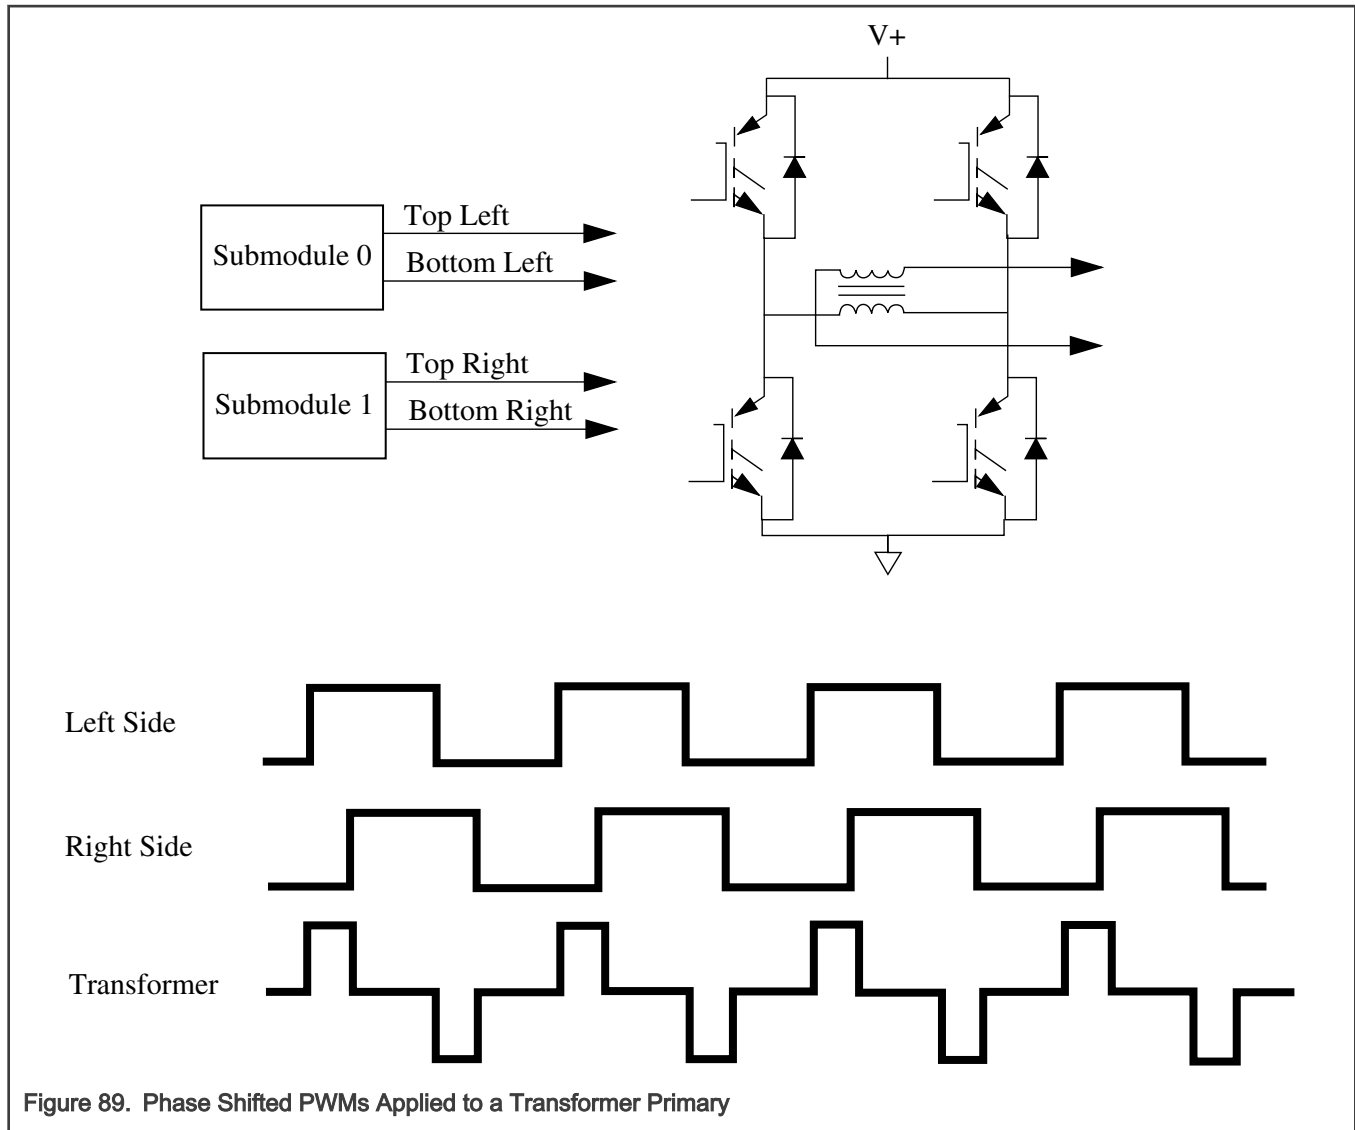 V+
Submodule 0
Top Left
Bottom Left
Submodule 1
Top Right
Bottom Right
Left Side
Right Side
Transformer
Figure 89. Phase Shifted PWMs Applied to a Transformer Primary